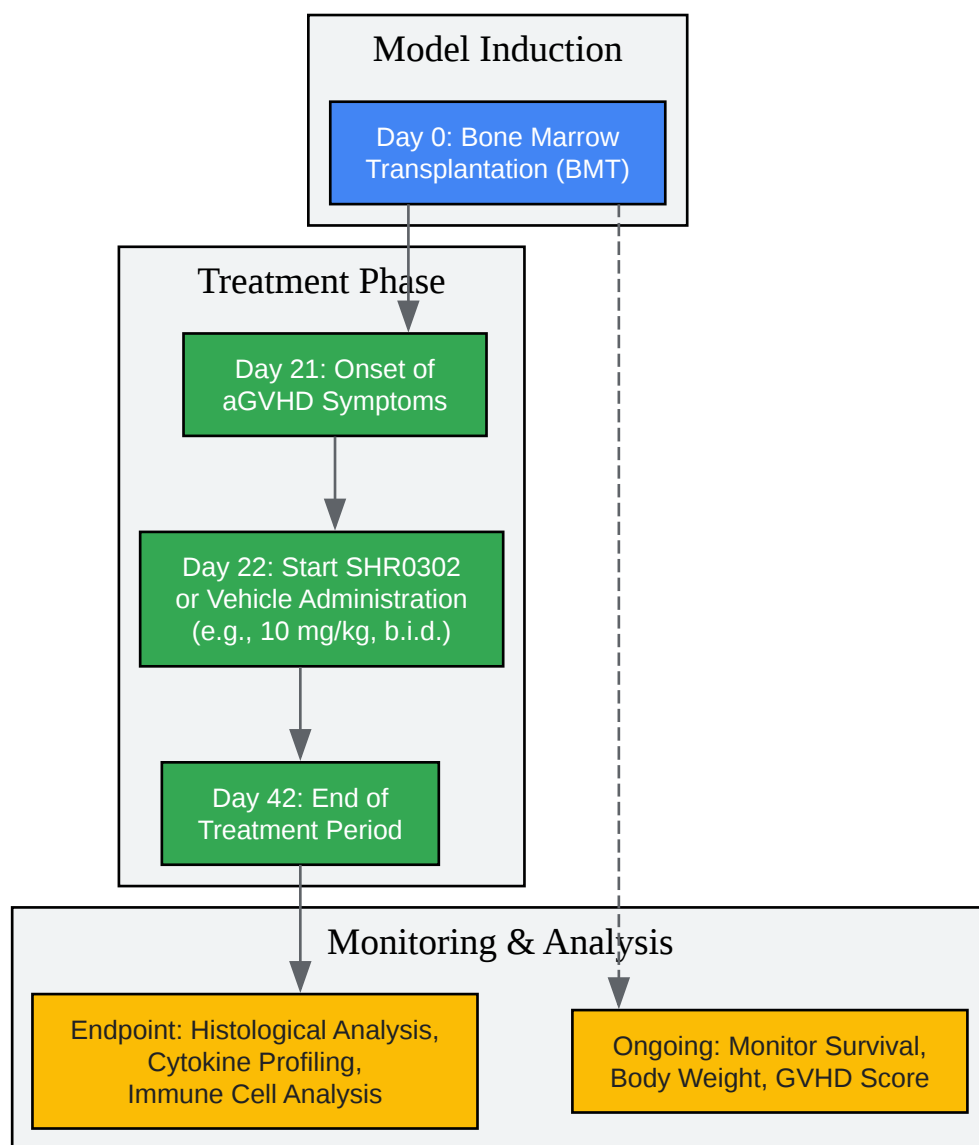 Model Induction
Day 0: Bone Marrow
Transplantation (BMT)
Treatment Phase
Day 21: Onset of
aGVHD Symptoms
Day 22: Start SHR0302
or Vehicle Administration
(e.g., 10 mg/kg, b.i.d.)
Day 42: End of
Treatment Period
Monitoring & Analysis
Endpoint: Histological Analysis,
Cytokine Profiling,
Immune Cell Analysis
Ongoing: Monitor Survival,
Body Weight, GVHD Score